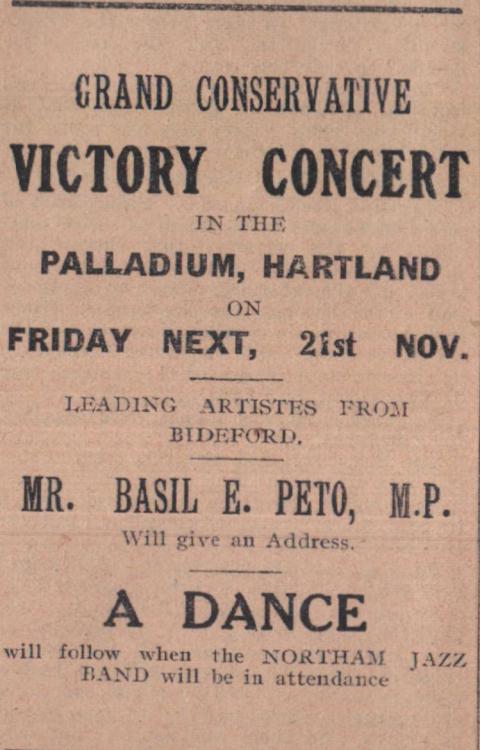 GRAND CONSERVATIVE
VICTORY CONCERT
IN THE
PALLADIUM, HARTLAND
ON
FRIDAY NEXT, 21st NOV.
LEADING ARTISTES FROM
BIDEFORD.
MR. BASIL E. PETO, M.P.
Will give an Address.
A DANCE
will follow when the NORTHAM JAZZ
BAND will be in attendance